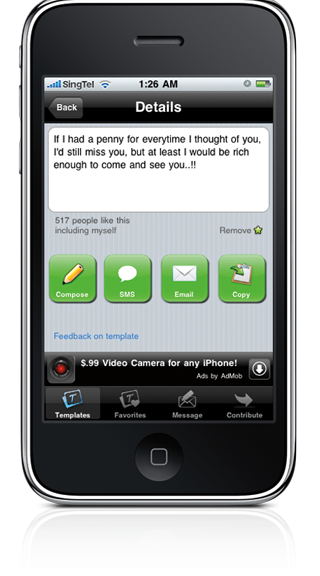 SingTel 1:26 AM
Back Details
If I had a penny for everytime I thought of you,
I'd still miss you, but at least I would be rich
enough to come and see you..!!
517 people like this
including myself
Remove
Compose SMS Email Copy
Feedback on template
$.99 Video Camera for any iPhone!
Ads by AdMob
Templates Favorites Message Contribute